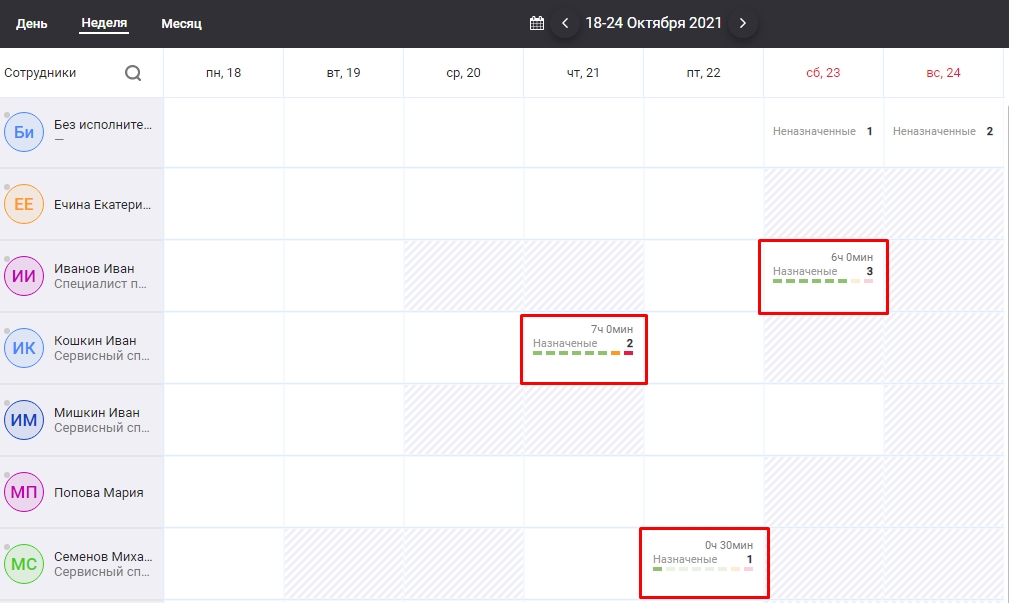 День Неделя Месяц 18-24 Октября 2021
Сотрудники пн, 18 вт, 19 ср, 20 чт, 21 пт, 22 сб, 23 вс, 24
Би Без исполните... Неназначенные 1 Неназначенные 2
—
ЕЕ Ечина Екатери...
6ч 0мин
ИИ Иванов Иван Назначеные 3
Специалист п...
7ч 0мин
ИК Кошкин Иван Назначеные 2
Сервисный сп...
ИМ Мишкин Иван
Сервисный сп...
МП Попова Мария
0ч 30мин
МС Семенов Миха... Назначеные 1
Сервисный сп...